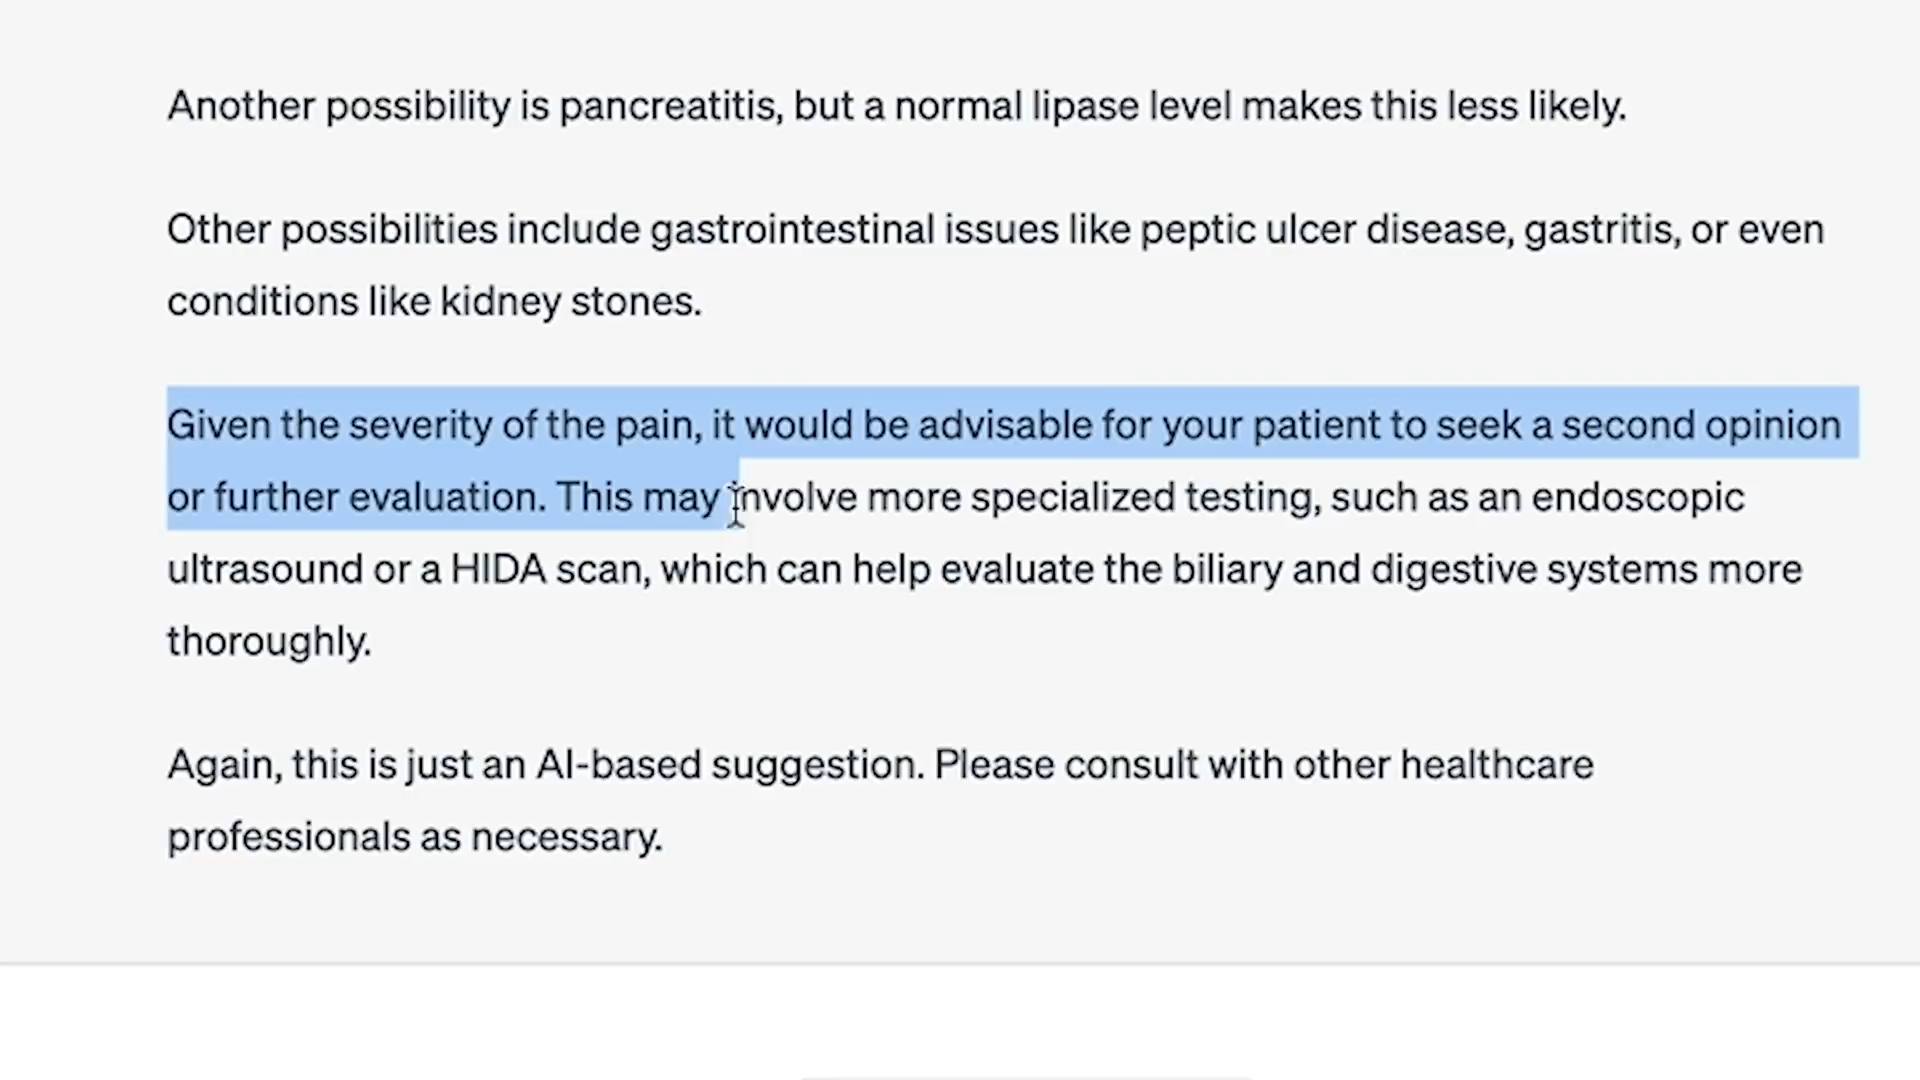 Another possibility is pancreatitis, but a normal lipase level makes this less likely.
Other possibilities include gastrointestinal issues like peptic ulcer disease, gastritis, or even
conditions like kidney stones.
Given the severity of the pain, it would be advisable for your patient to seek a second opinion
or further evaluation. This may involve more specialized testing, such as an endoscopic
ultrasound or a HIDA scan, which can help evaluate the biliary and digestive systems more
thoroughly.
Again, this is just an AI-based suggestion. Please consult with other healthcare
professionals as necessary.